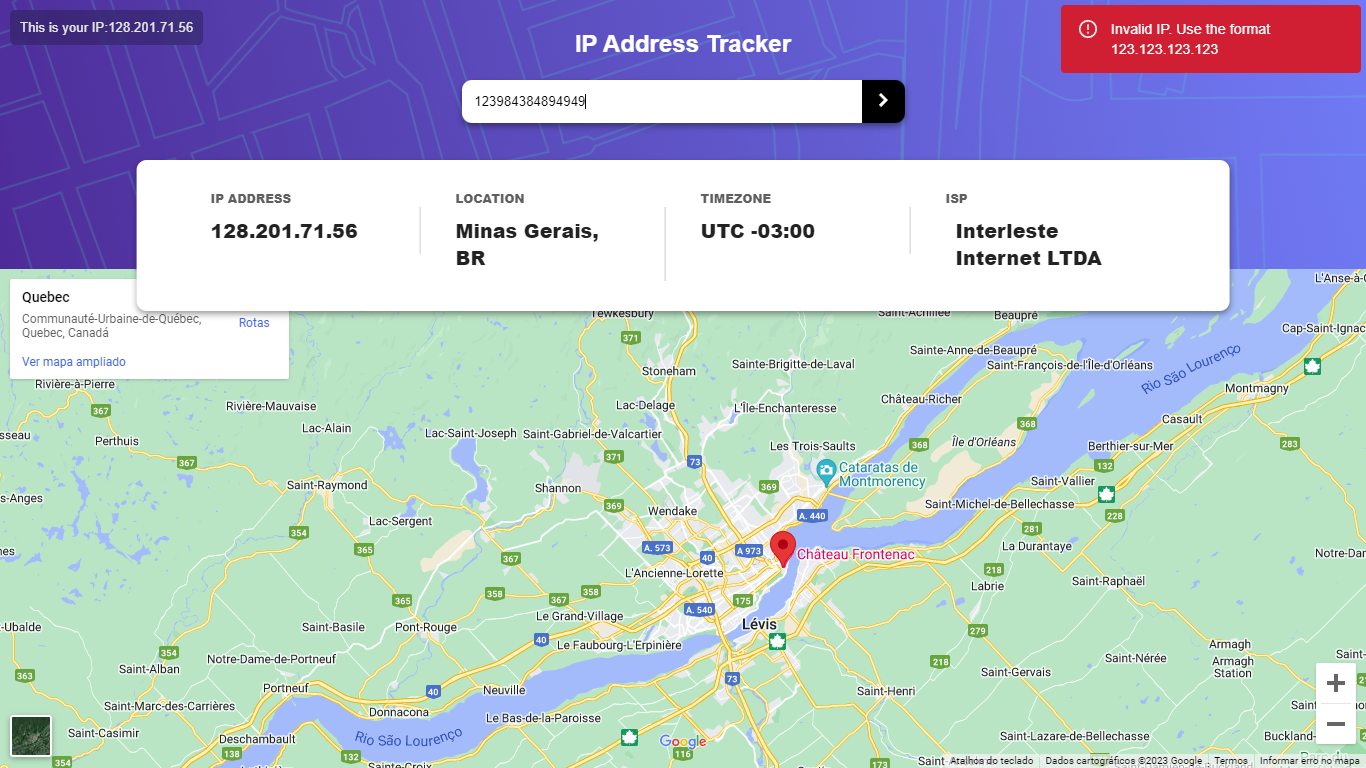 This is your IP:128.201.71.56
IP Address Tracker
Invalid IP. Use the format
123.123.123.123
123984384894949
IP ADDRESS
128.201.71.56
LOCATION
Minas Gerais,
BR
TIMEZONE
UTC -03:00
ISP
Interleste
Internet LTDA
Quebec
Communauté-Urbaine-de-Québec,
Quebec, Canadá
Rotas
Ver mapa ampliado
Tewkesbury
Saint-Achillée
Beaupré
L'Anse-à-G
371
Cap-Saint-Ignac
Sainte-Anne-de-Beaupré
Rio São Lourenço
Saint-François-de-l'Île-d'Orléans
Sainte-Brigitte-de-Laval
Stoneham
Rivière-à-Pierre
Montmagny
367
Rivière-Mauvaise
Lac-Delage
L'Île-Enchanteresse
Château-Richer
Casault
368
Lac-Alain
Lac-Saint-Joseph
Saint-Gabriel-de-Valcartier
Perthuis
Les Trois-Saults
368
Île d'Orléans
Berthier-sur-Mer
283
367
371
73
Cataratas de
Montmorency
132
Saint-Raymond
Shannon
369
Saint-Vallier
s-Anges
369
Wendake
Saint-Michel-de-Bellechasse
A. 440
228
Lac-Sergent
354
365
A. 573
40
A 973
281
La Durantaye
Château Frontenac
367
L'Ancienne-Lorette
218
Labrie
Saint-Raphaël
Notre-Da
358
358
367
365
175
A. 540
Le Grand-Village
Lévis
Saint-Basile
Pont-Rouge
-Ubalde
40
Le Faubourg-L'Erpinière
279
Armagh
Armagh
Station
354
Notre-Dame-de-Portneuf
Saint-Alban
363
218
Saint-Nérée
Saint-Gervais
73
Portneuf
40
Neuville
Saint-Henri
Saint-Marc-des-Carrières
Donnacona
Le Bas-de-la-Paroisse
Saint-Casimir
Deschambault
Rio São Lourenço
138
132
354
Google
116
173
Saint-Lazare-de-Bellechasse
Buckland-
Sainte-Croix
Atalhos do teclado
Dados cartográficos ©2023 Google
Termos
Informar erro no mapa